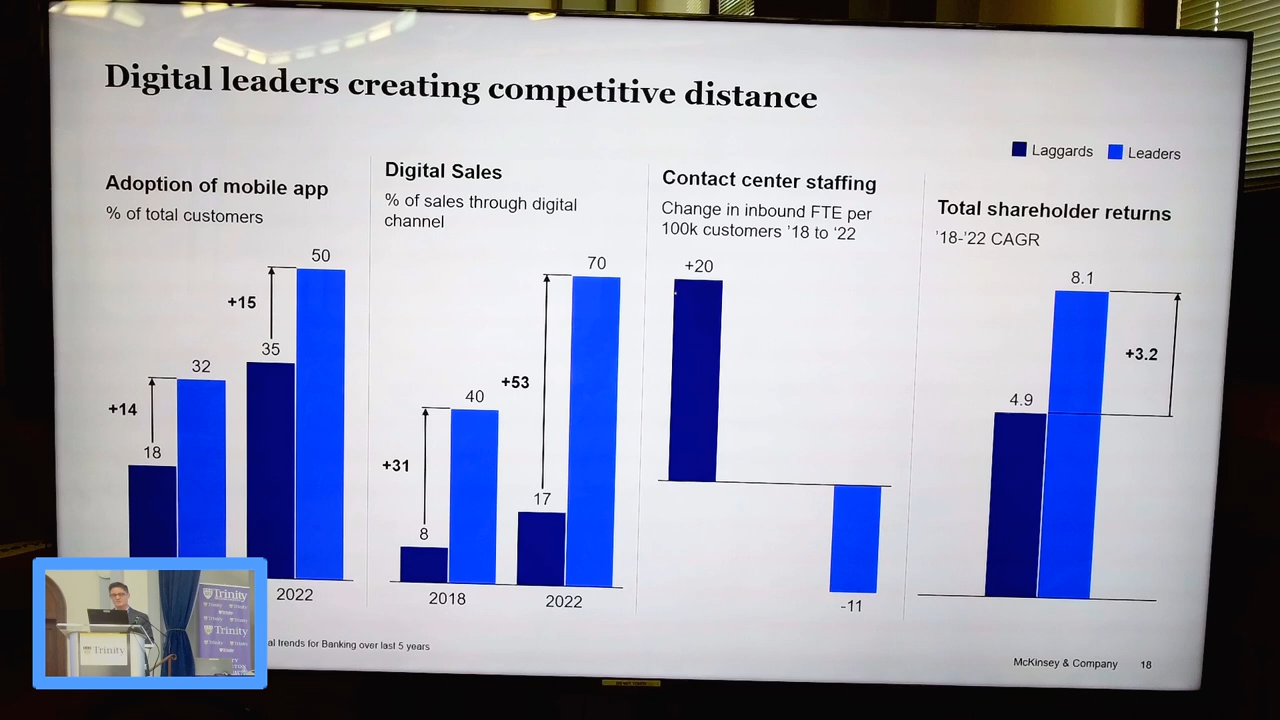 Digital leaders creating competitive distance
Laggards
Leaders
Adoption of mobile app
% of total customers
+14
18
32
+15
35
50
2022
Digital Sales
% of sales through digital
channel
+31
8
40
+53
17
70
2018
2022
Contact center staffing
Change in inbound FTE per
100k customers '18 to '22
+20
-11
Total shareholder returns
'18-'22 CAGR
4.9
8.1
+3.2
al trends for Banking over last 5 years
McKinsey & Company
18
Trinity
Trinity
Trinity